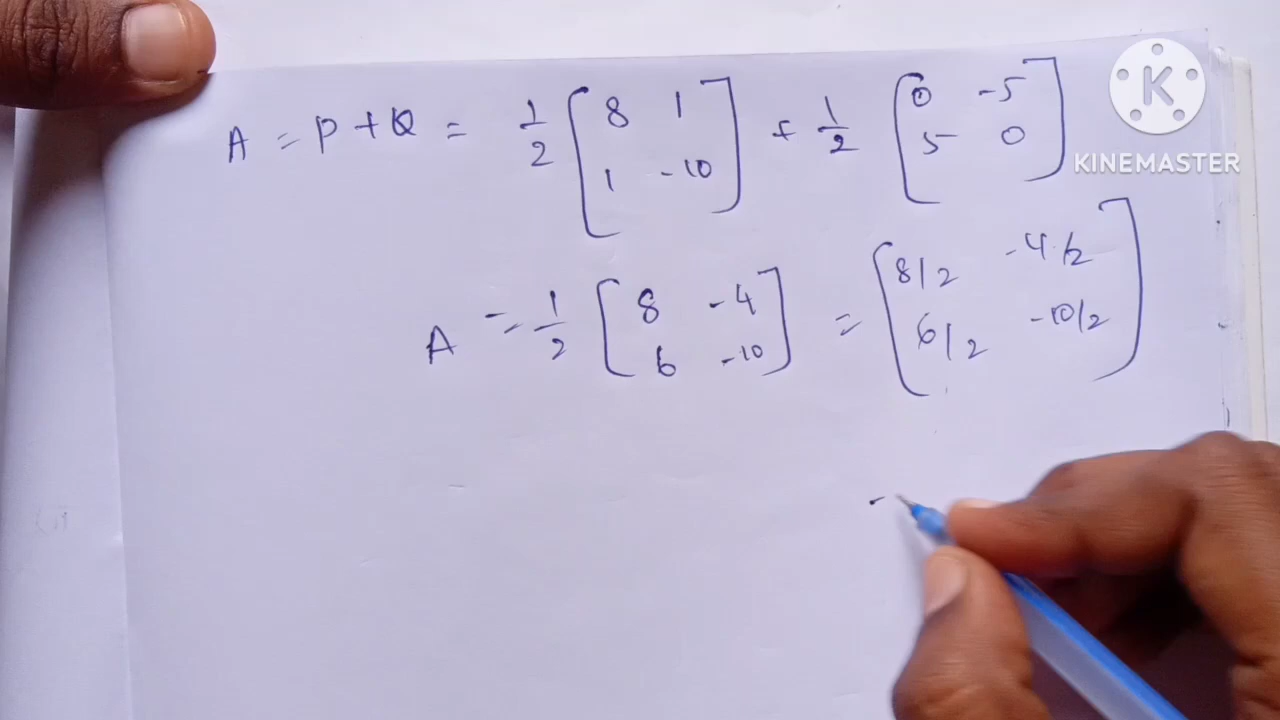 A = P + Q = 1/2 [8 1 1 -10] + 1/2 [0 -5 5 0]
A = 1/2 [8 -4 6 -10] = [8/2 -4/2 6/2 -10/2]
KINEMASTER